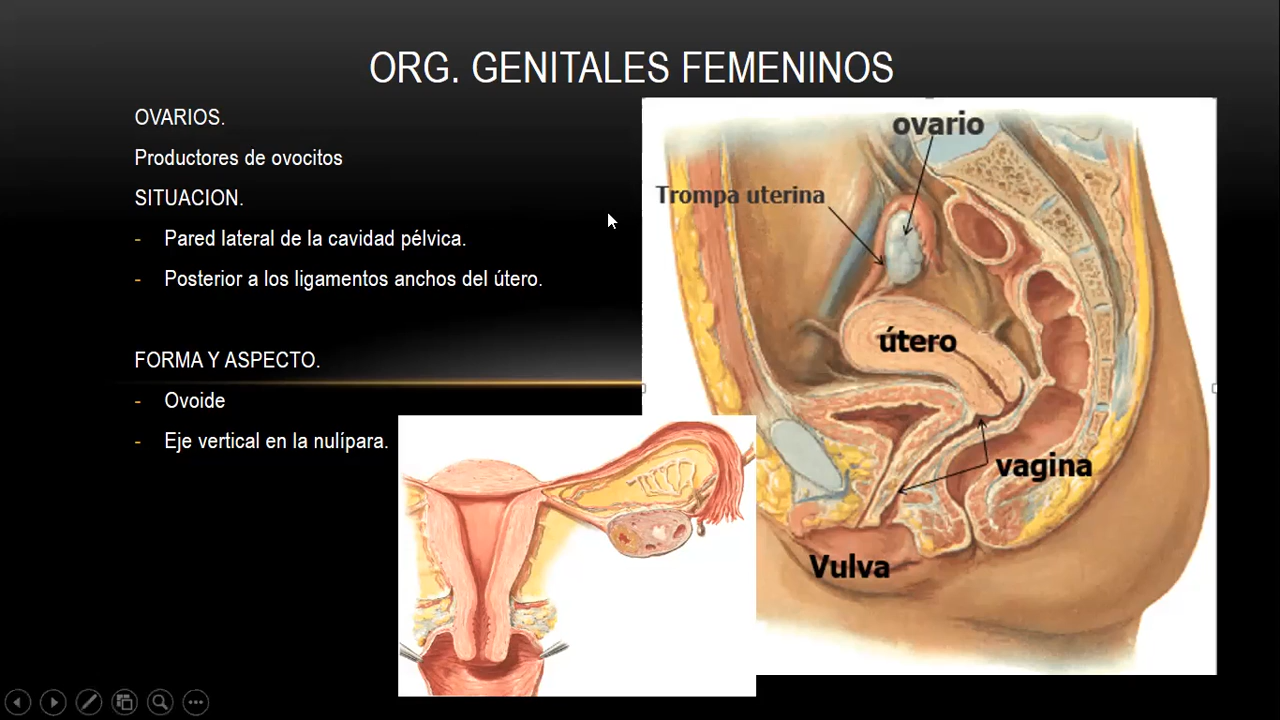 ORG. GENITALES FEMENINOS
OVARIOS.
Productores de ovocitos
SITUACION.
- Pared lateral de la cavidad pélvica.
- Posterior a los ligamentos anchos del útero.
FORMA Y ASPECTO.
- Ovoide
- Eje vertical en la nulípara.
ovario
Trompa uterina
útero
vagina
Vulva